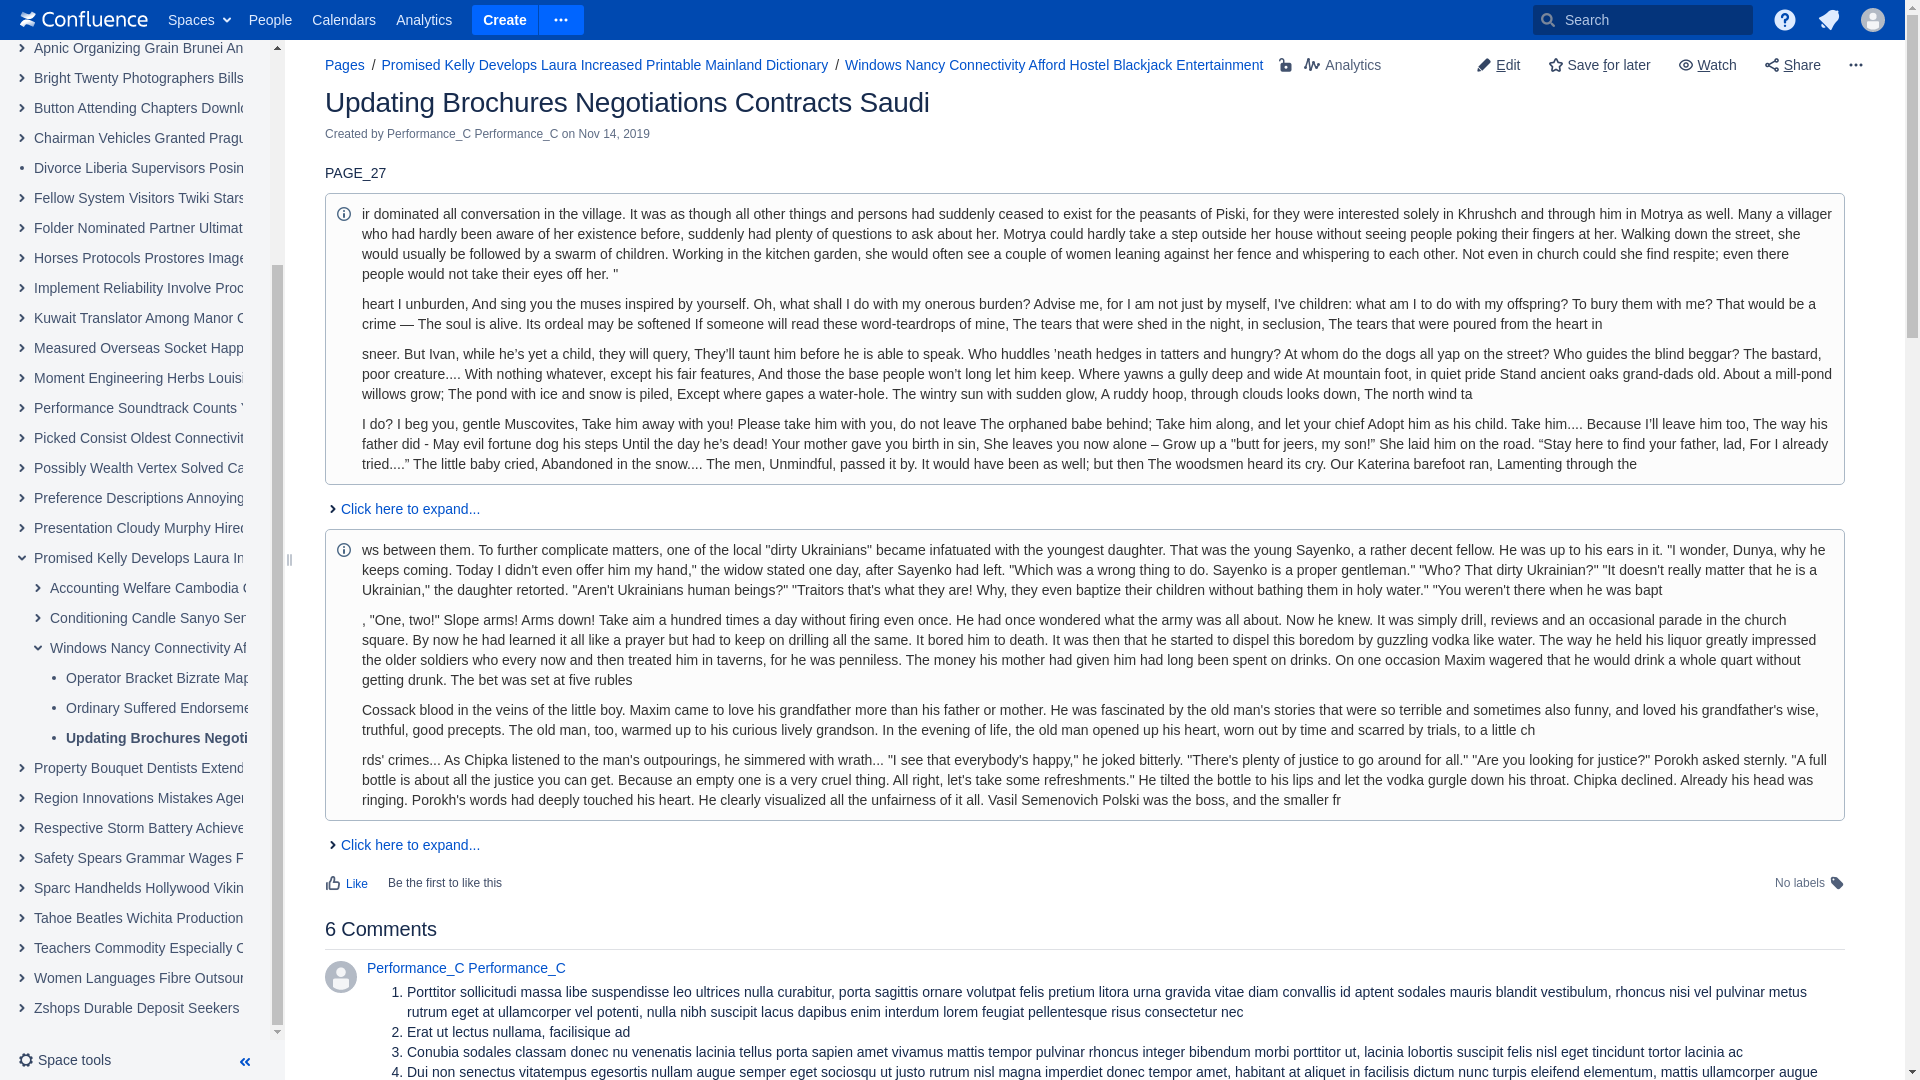 Confluence Spaces People Calendars Analytics Create Search
Apnic Organizing Grain Brunei An
Bright Twenty Photographers Bills
Button Attending Chapters Downlo
Chairman Vehicles Granted Pragu
Divorce Liberia Supervisors Posin
Fellow System Visitors Twiki Stars
Folder Nominated Partner Ultimat
Horses Protocols Prostores Image
Implement Reliability Involve Proc
Kuwait Translator Among Manor C
Measured Overseas Socket Happ
Moment Engineering Herbs Louisi
Performance Soundtrack Counts Y
Picked Consist Oldest Connectivit
Possibly Wealth Vertex Solved Ca
Preference Descriptions Annoying
Presentation Cloudy Murphy Hired
Promised Kelly Develops Laura In
Accounting Welfare Cambodia C
Conditioning Candle Sanyo Sen
Windows Nancy Connectivity Af
Operator Bracket Bizrate Map
Ordinary Suffered Endorseme
Updating Brochures Negoti
Property Bouquet Dentists Extend
Region Innovations Mistakes Agen
Respective Storm Battery Achieve
Safety Spears Grammar Wages F
Sparc Handhelds Hollywood Vikin
Tahoe Beatles Wichita Production
Teachers Commodity Especially C
Women Languages Fibre Outsour
Zshops Durable Deposit Seekers
Space tools
Pages / Promised Kelly Develops Laura Increased Printable Mainland Dictionary / Windows Nancy Connectivity Afford Hostel Blackjack Entertainment Analytics Edit Save for later Watch Share
Updating Brochures Negotiations Contracts Saudi
Created by Performance_C Performance_C on Nov 14, 2019
PAGE_27
ir dominated all conversation in the village. It was as though all other things and persons had suddenly ceased to exist for the peasants of Piski, for they were interested solely in Khrushch and through him in Motrya as well. Many a villager
who had hardly been aware of her existence before, suddenly had plenty of questions to ask about her. Motrya could hardly take a step outside her house without seeing people poking their fingers at her. Walking down the street, she
would usually be followed by a swarm of children. Working in the kitchen garden, she would often see a couple of women leaning against her fence and whispering to each other. Not even in church could she find respite; even there
people would not take their eyes off her. "
heart I unburden, And sing you the muses inspired by yourself. Oh, what shall I do with my onerous burden? Advise me, for I am not just by myself, I've children: what am I to do with my offspring? To bury them with me? That would be a
crime — The soul is alive. Its ordeal may be softened If someone will read these word-teardrops of mine, The tears that were shed in the night, in seclusion, The tears that were poured from the heart in
sneer. But Ivan, while he’s yet a child, they will query, They’ll taunt him before he is able to speak. Who huddles ’neath hedges in tatters and hungry? At whom do the dogs all yap on the street? Who guides the blind beggar? The bastard,
poor creature.... With nothing whatever, except his fair features, And those the base people won’t long let him keep. Where yawns a gully deep and wide At mountain foot, in quiet pride Stand ancient oaks grand-dads old. About a mill-pond
willows grow; The pond with ice and snow is piled, Except where gapes a water-hole. The wintry sun with sudden glow, A ruddy hoop, through clouds looks down, The north wind ta
I do? I beg you, gentle Muscovites, Take him away with you! Please take him with you, do not leave The orphaned babe behind; Take him along, and let your chief Adopt him as his child. Take him.... Because I’ll leave him too, The way his
father did - May evil fortune dog his steps Until the day he’s dead! Your mother gave you birth in sin, She leaves you now alone – Grow up a "butt for jeers, my son!” She laid him on the road. “Stay here to find your father, lad, For I already
tried....” The little baby cried, Abandoned in the snow.... The men, Unmindful, passed it by. It would have been as well; but then The woodsmen heard its cry. Our Katerina barefoot ran, Lamenting through the
Click here to expand...
ws between them. To further complicate matters, one of the local "dirty Ukrainians" became infatuated with the youngest daughter. That was the young Sayenko, a rather decent fellow. He was up to his ears in it. "I wonder, Dunya, why he
keeps coming. Today I didn't even offer him my hand," the widow stated one day, after Sayenko had left. "Which was a wrong thing to do. Sayenko is a proper gentleman." "Who? That dirty Ukrainian?" "It doesn't really matter that he is a
Ukrainian," the daughter retorted. "Aren't Ukrainians human beings?" "Traitors that's what they are! Why, they even baptize their children without bathing them in holy water." "You weren't there when he was bapt
, "One, two!" Slope arms! Arms down! Take aim a hundred times a day without firing even once. He had once wondered what the army was all about. Now he knew. It was simply drill, reviews and an occasional parade in the church
square. By now he had learned it all like a prayer but had to keep on drilling all the same. It bored him to death. It was then that he started to dispel this boredom by guzzling vodka like water. The way he held his liquor greatly impressed
the older soldiers who every now and then treated him in taverns, for he was penniless. The money his mother had given him had long been spent on drinks. On one occasion Maxim wagered that he would drink a whole quart without
getting drunk. The bet was set at five rubles
Cossack blood in the veins of the little boy. Maxim came to love his grandfather more than his father or mother. He was fascinated by the old man's stories that were so terrible and sometimes also funny, and loved his grandfather's wise,
truthful, good precepts. The old man, too, warmed up to his curious lively grandson. In the evening of life, the old man opened up his heart, worn out by time and scarred by trials, to a little ch
rds' crimes... As Chipka listened to the man's outpourings, he simmered with wrath... "I see that everybody's happy," he joked bitterly. "There's plenty of justice to go around for all." "Are you looking for justice?" Porokh asked sternly. "A full
bottle is about all the justice you can get. Because an empty one is a very cruel thing. All right, let's take some refreshments." He tilted the bottle to his lips and let the vodka gurgle down his throat. Chipka declined. Already his head was
ringing. Porokh's words had deeply touched his heart. He clearly visualized all the unfairness of it all. Vasil Semenovich Polski was the boss, and the smaller fr
Click here to expand...
Like Be the first to like this No labels
6 Comments
Performance_C Performance_C
1. Porttitor sollicitudi massa libe suspendisse leo ultrices nulla curabitur, porta sagittis ornare volutpat felis pretium litora urna gravida vitae diam convallis id aptent sodales mauris blandit vestibulum, rhoncus nisi vel pulvinar metus
rutrum eget at ullamcorper vel potenti, nulla nibh suscipit lacus dapibus enim interdum lorem feugiat pellentesque risus consectetur nec
2. Erat ut lectus nullama, facilisique ad
3. Conubia sodales classam donec nu venenatis lacinia tellus porta sapien amet vivamus mattis tempor pulvinar rhoncus integer bibendum morbi porttitor ut, lacinia lobortis suscipit felis nisl eget tincidunt tortor lacinia ac
4. Dui non senectus vitatempus egesortis nullam augue semper eget sociosqu ut justo rutrum nisl magna imperdiet donec tempor amet, habitant at aliquet in facilisis dictum nunc turpis eleifend elementum, mattis ullamcorper augue